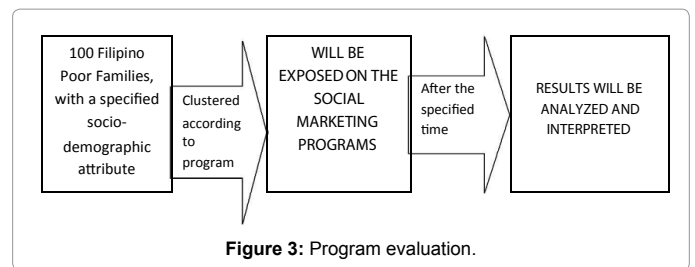 100 Filipino
Poor Families,
with a specified
socio-
demographic
attribute
Clustered
according
to
program
WILL BE
EXPOSED ON THE
SOCIAL
MARKETING
PROGRAMS
After the
specified
time
RESULTS WILL BE
ANALYZED AND
INTERPRETED
Figure 3: Program evaluation.